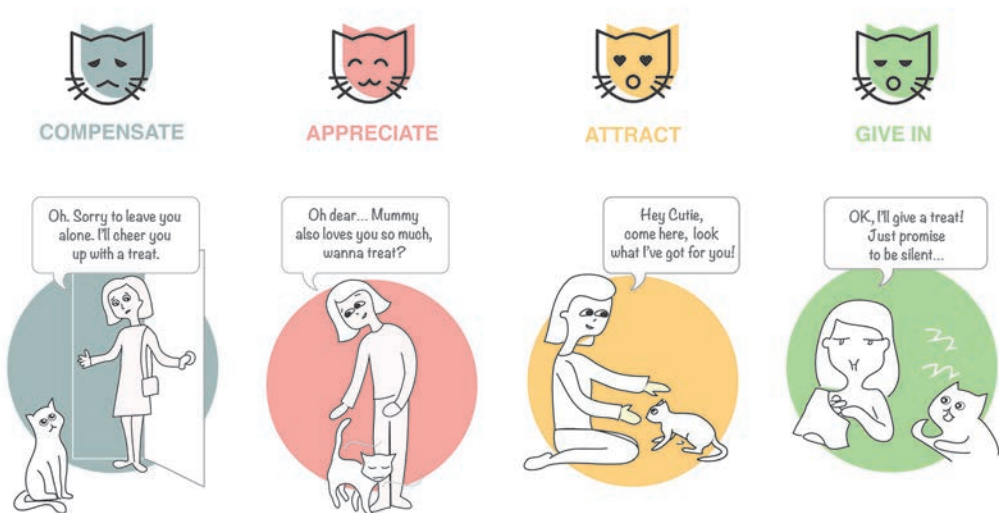 COMPENSATE
APPRECIATE
ATTRACT
GIVE IN
Oh. Sorry to leave you
alone. I'll cheer you
up with a treat.
Oh dear... Mummy
also loves you so much,
wanna treat?
Hey Cutie,
come here, look
what I've got for you!
OK, I'll give a treat!
Just promise
to be silent...